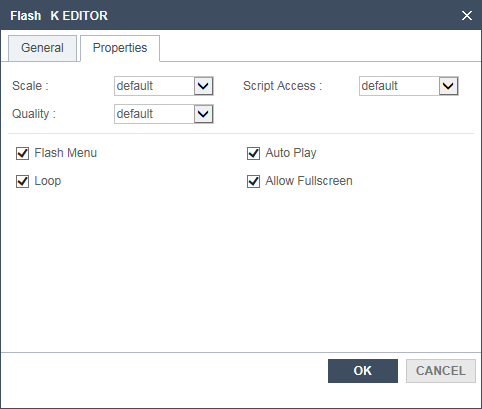 Flash K EDITOR
General Properties
Scale : default Script Access : default
Quality : default
Flash Menu Auto Play
Loop Allow Fullscreen
OK CANCEL